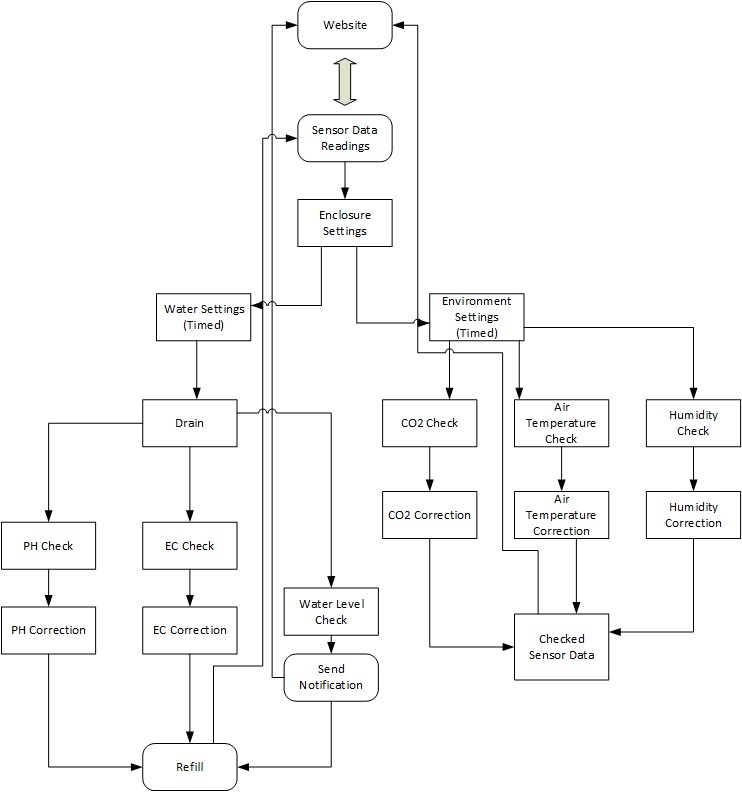 Website
Sensor Data
Readings
Enclosure
Settings
Water Settings
(Timed)
Environment
Settings
(Timed)
Drain
CO2 Check
Air
Temperature
Check
Humidity
Check
CO2 Correction
Air
Temperature
Correction
Humidity
Correction
PH Check
EC Check
Water Level
Check
PH Correction
EC Correction
Checked
Sensor Data
Send
Notification
Refill